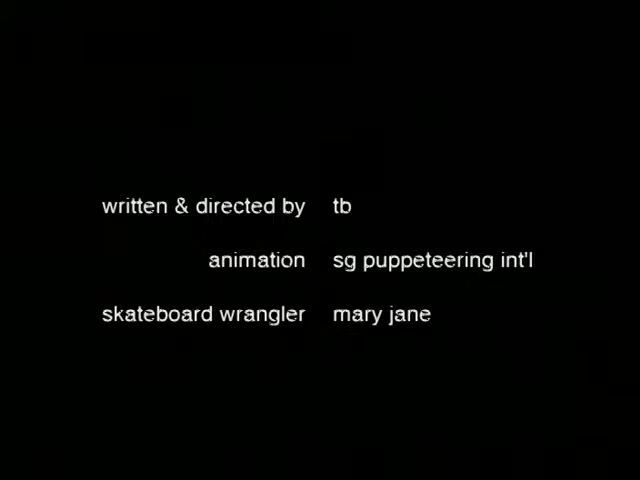 written & directed by tb
animation sg puppeteering int'l
skateboard wrangler mary jane